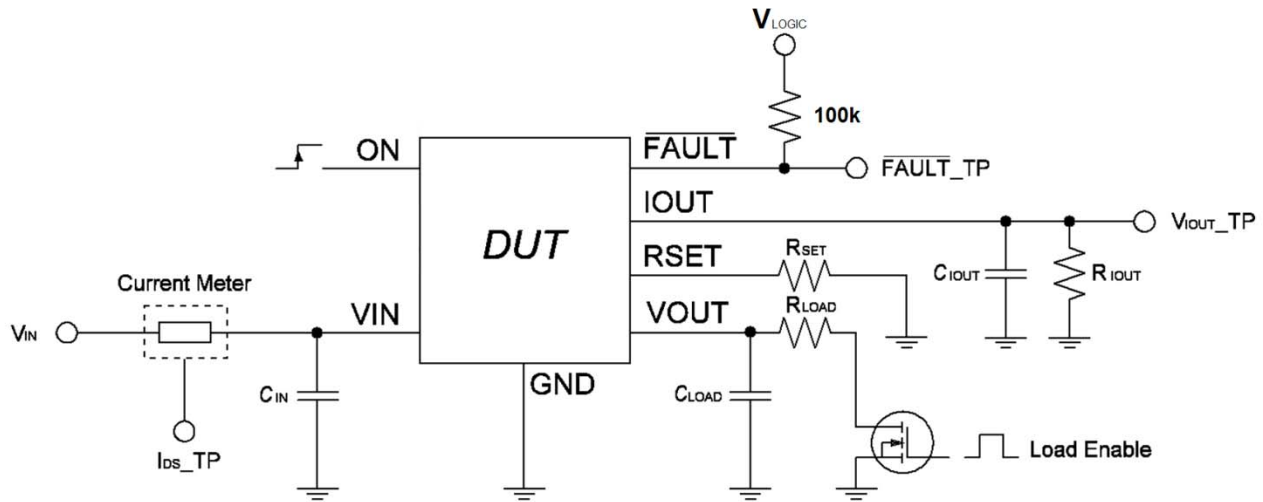 VLOGIC
100k
ON
FAULT
FAULT_TP
IOUT
VIOUT_TP
DUT
RSET
RSET
CIOUT
RIOUT
Current Meter
VIN
VIN
VOUT
RLOAD
GND
CIN
CLOAD
IDS_TP
Load Enable